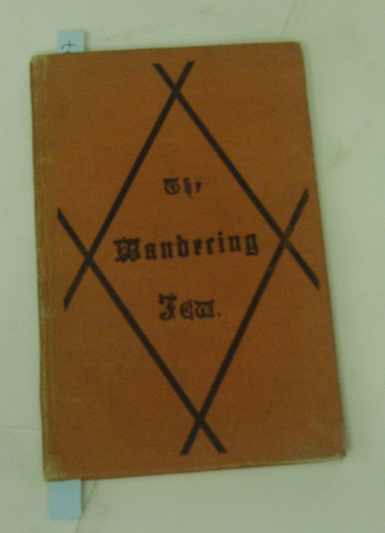 The
Wandering
Jew.